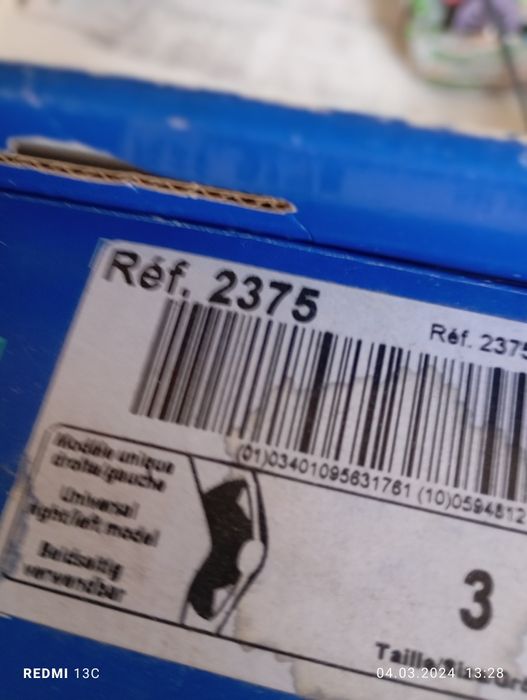 Réf. 2375
Réf. 2375
(01)03401095631761 (10)0594812
Modèle unique
droite/gauche
Universal
right/left model
Beidseitig
verwendbar
3
REDMI 13C
04.03.2024 13:28